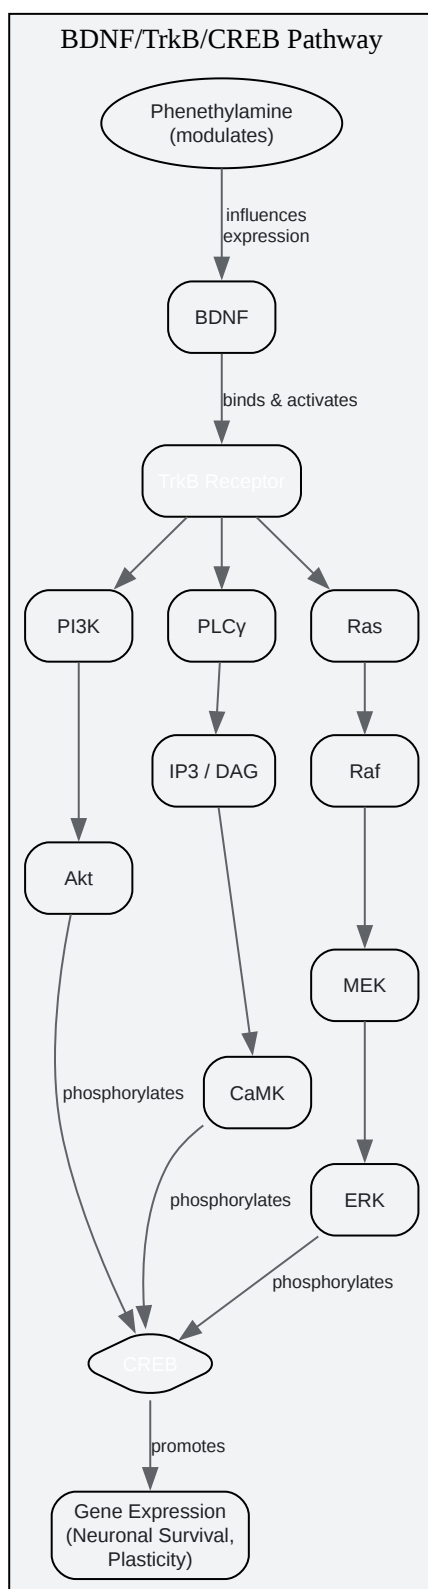 BDNF/TrkB/CREB Pathway
Phenethylamine
(modulates)
influences
expression
BDNF
binds & activates
TrkB Receptor
PI3K
PLCγ
Ras
IP3 / DAG
Raf
Akt
MEK
CaMK
phosphorylates
phosphorylates
ERK
phosphorylates
CREB
promotes
Gene Expression
(Neuronal Survival,
Plasticity)